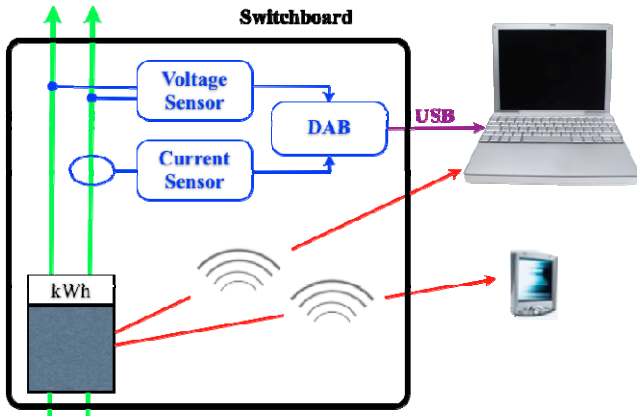 Switchboard
Voltage
Sensor
DAB
USB
Current
Sensor
kWh